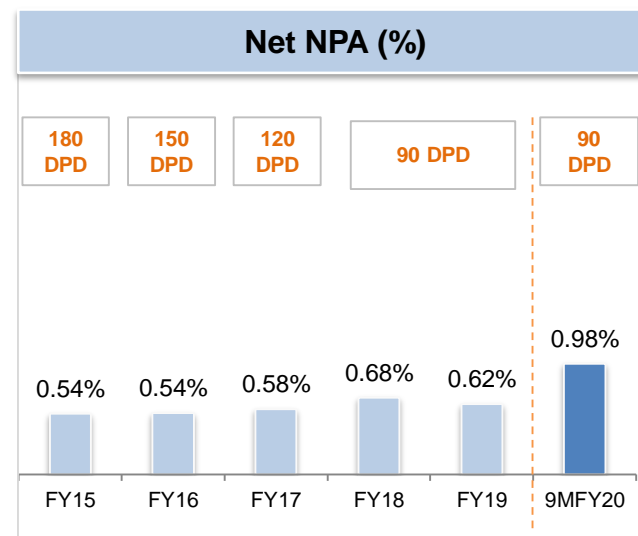 Net NPA (%)
180 DPD
150 DPD
120 DPD
90 DPD
90 DPD
0.54%
0.54%
0.58%
0.68%
0.62%
0.98%
FY15
FY16
FY17
FY18
FY19
9MFY20